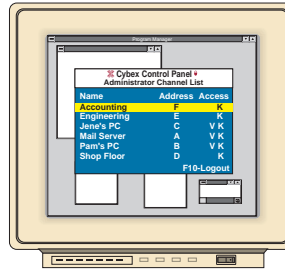 Program Manager
Cybex Control Panel
Administrator Channel List
Name Address Access
Accounting F K
Engineering E K
Jene's PC C V K
Mail Server A V K
Pam's PC B V K
Shop Floor D K
F10-Logout